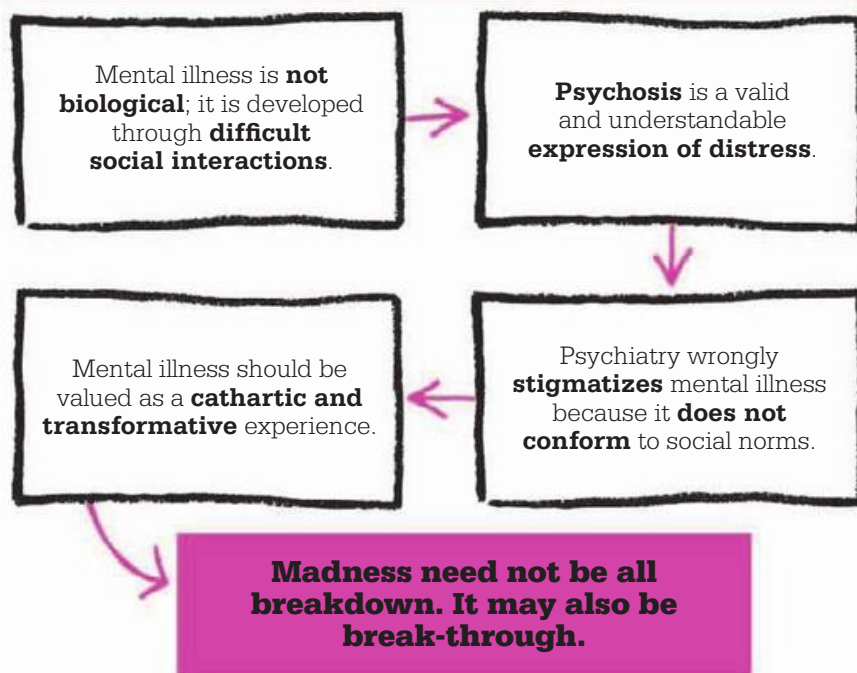 Mental illness is not
biological; it is developed
through difficult
social interactions.
Psychosis is a valid
and understandable
expression of distress.
Psychiatry wrongly
stigmatizes mental illness
because it does not
conform to social norms.
Mental illness should be
valued as a cathartic and
transformative experience.
Madness need not be all
breakdown. It may also be
break-through.